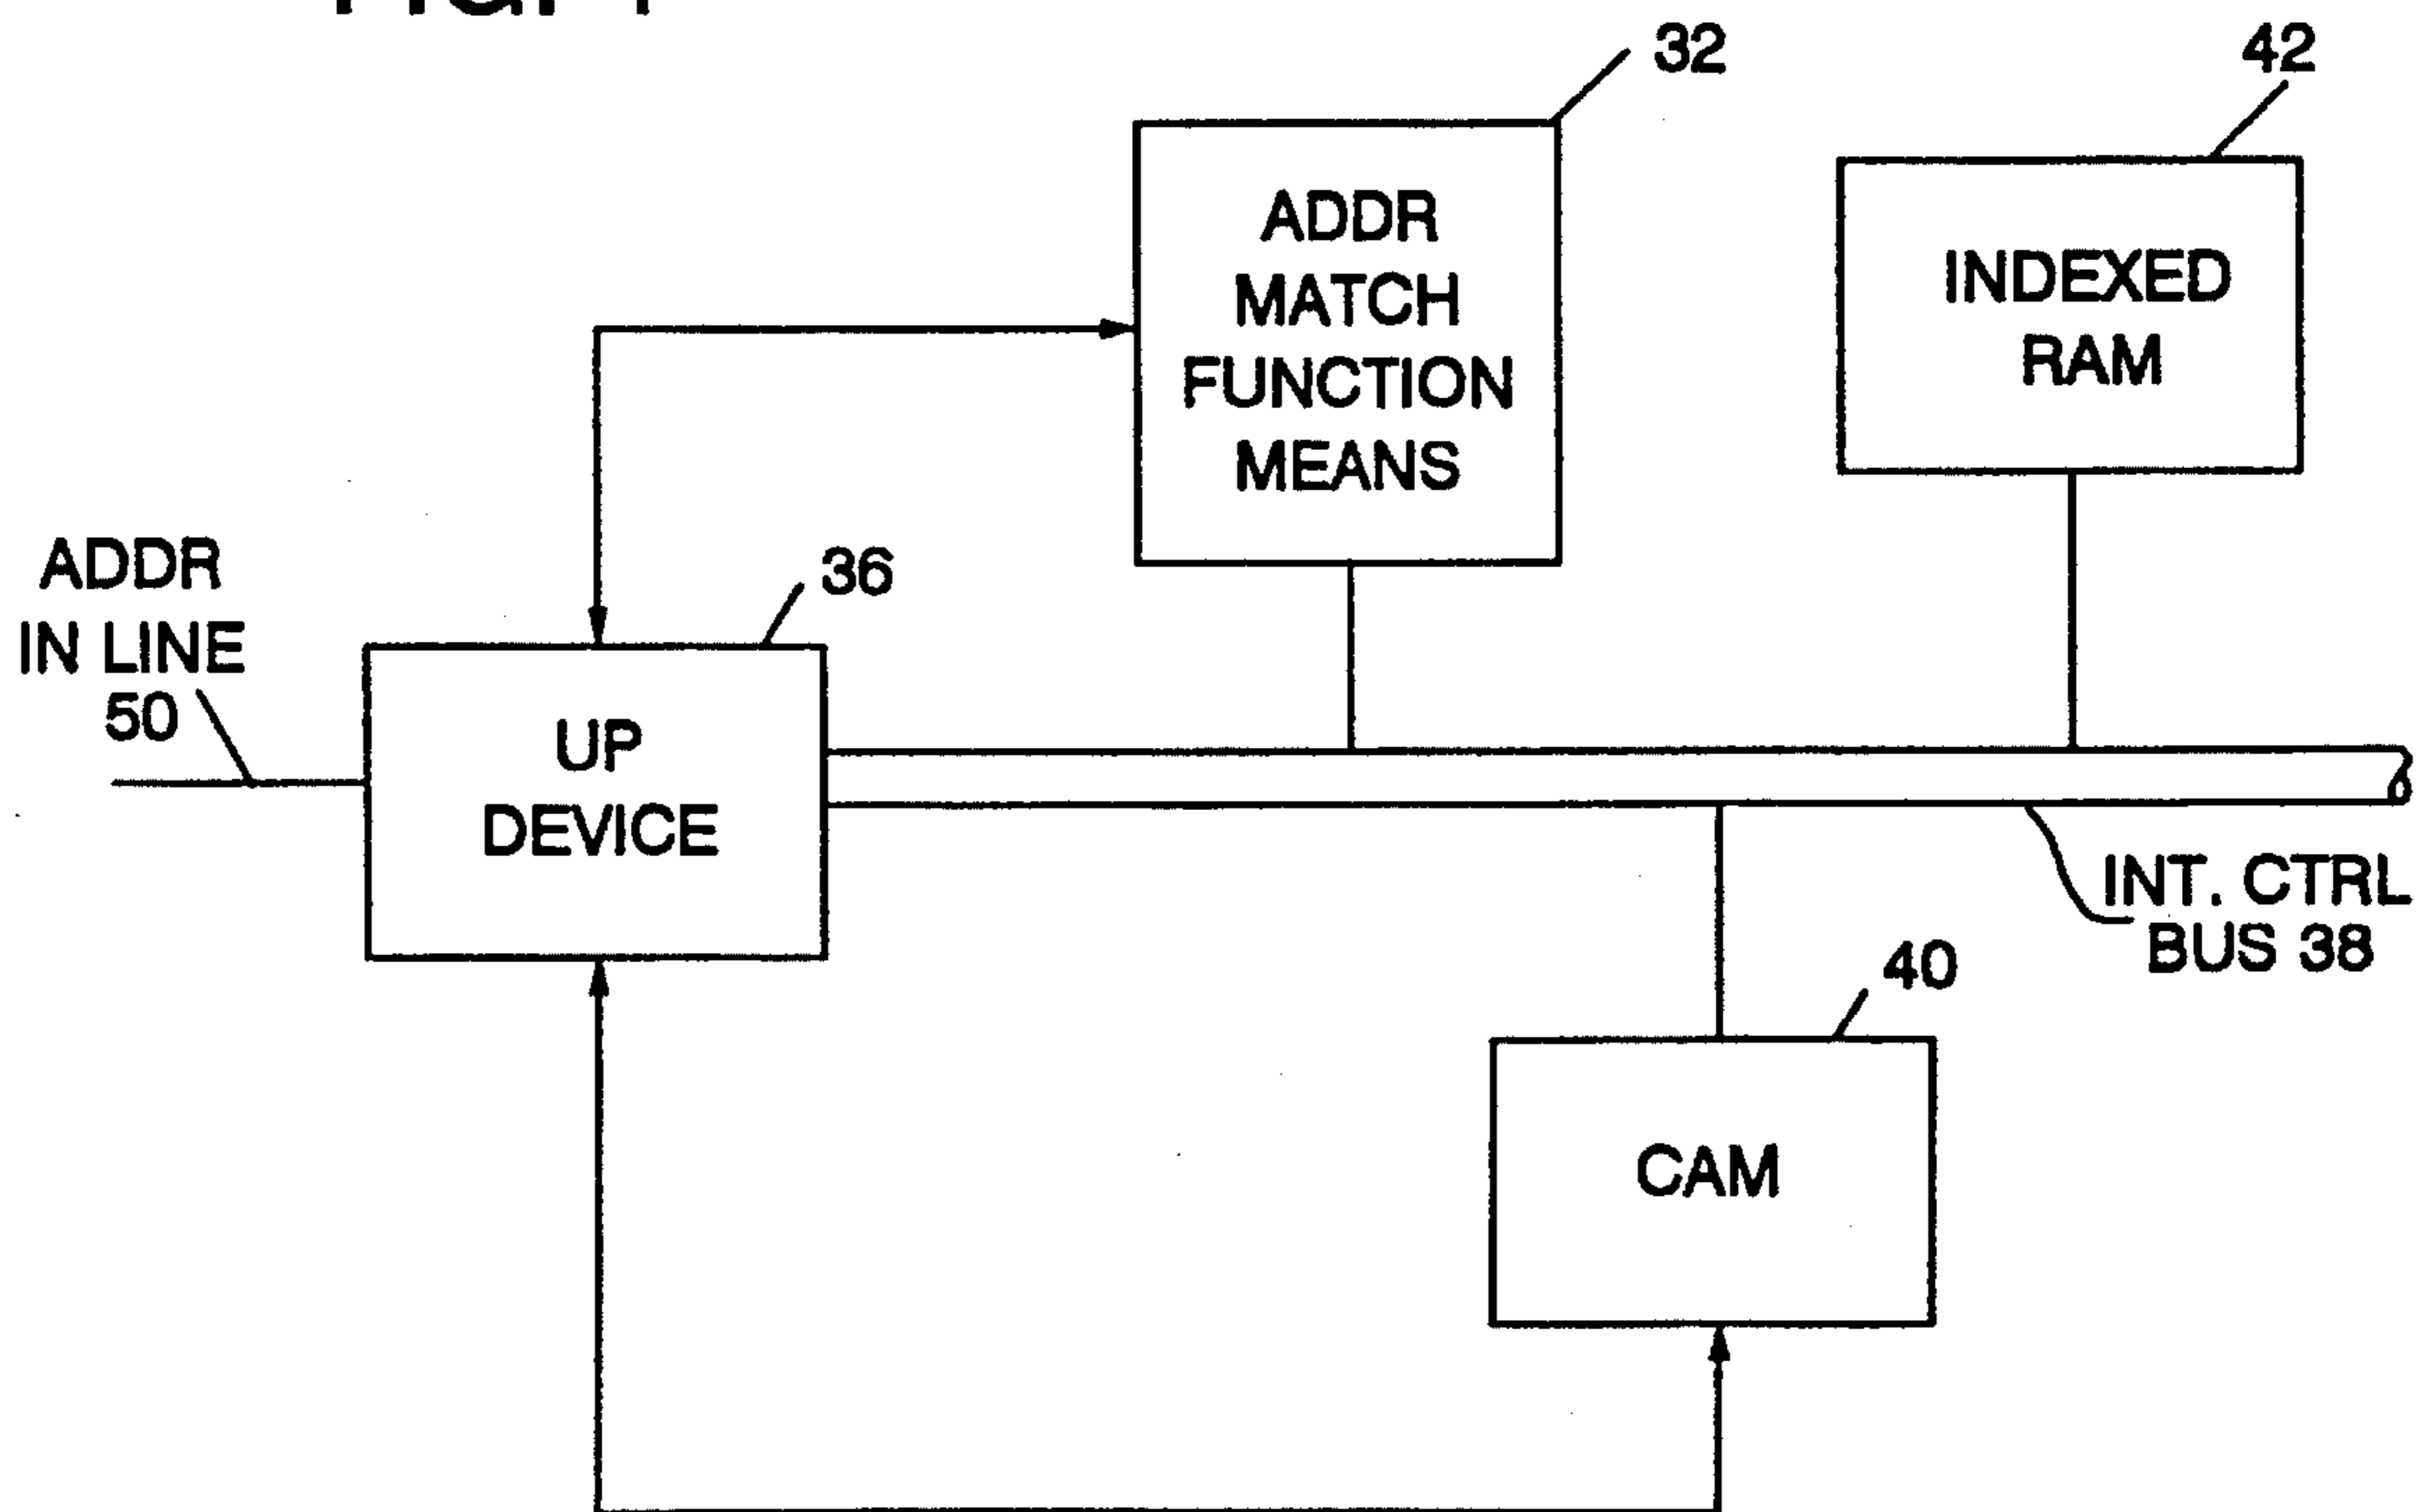 32
42
ADDR
MATCH
FUNCTION
MEANS
INDEXED
RAM
ADDR
IN LINE
50
36
UP
DEVICE
INT. CTRL
BUS 38
40
CAM